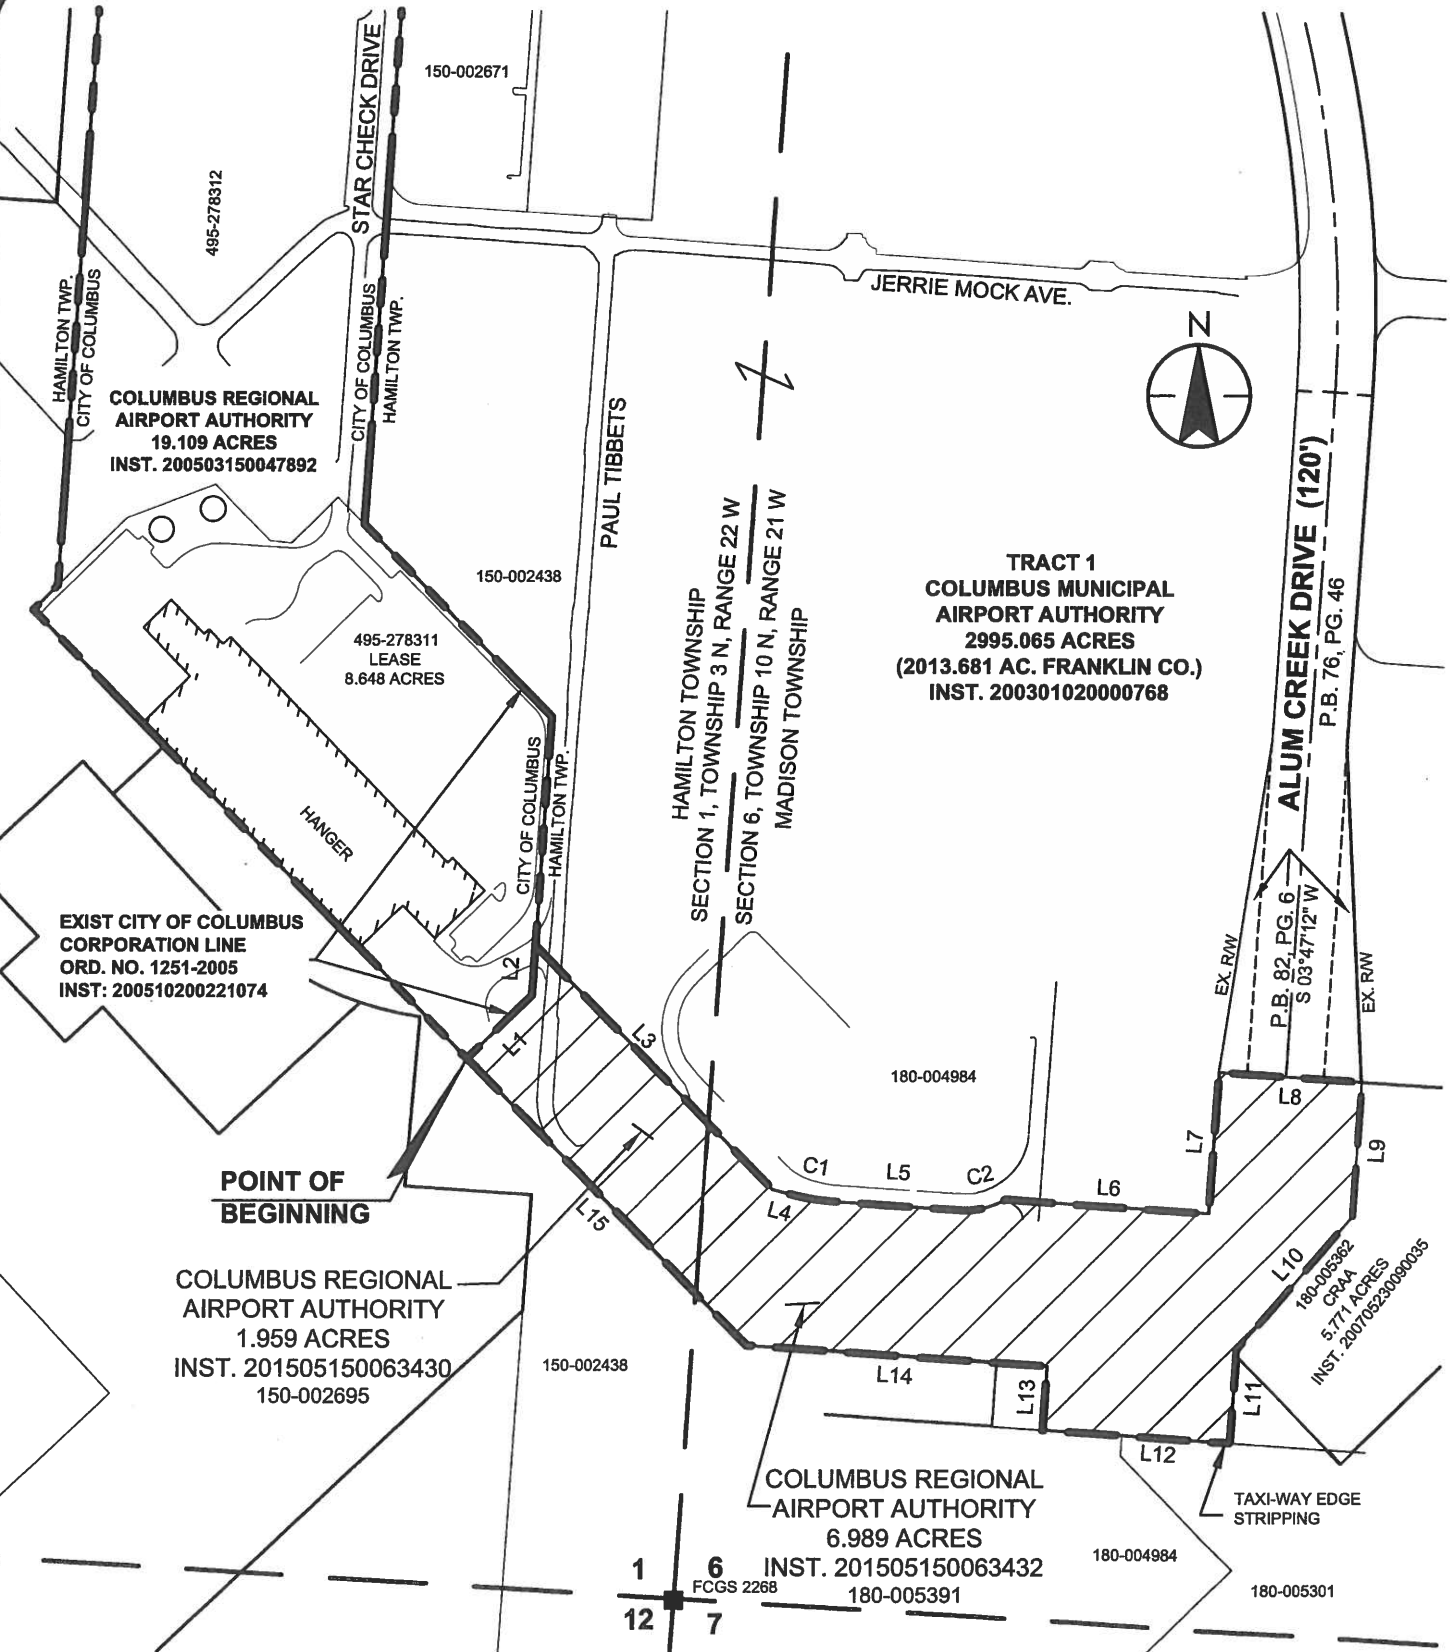 150-002671
STAR CHECK DRIVE
495-278312
HAMILTON TWP.
CITY OF COLUMBUS
CITY OF COLUMBUS
HAMILTON TWP.
JERRIE MOCK AVE.
N
COLUMBUS REGIONAL
AIRPORT AUTHORITY
19.109 ACRES
INST. 200503150047892
PAUL TIBBETS
150-002438
HAMILTON TOWNSHIP
SECTION 1, TOWNSHIP 3 N, RANGE 22 W
SECTION 6, TOWNSHIP 10 N, RANGE 21 W
MADISON TOWNSHIP
TRACT 1
COLUMBUS MUNICIPAL
AIRPORT AUTHORITY
2995.065 ACRES
(2013.681 AC. FRANKLIN CO.)
INST. 200301020000768
ALUM CREEK DRIVE (120')
P.B. 76, PG. 46
495-278311
LEASE
8.648 ACRES
HANGER
CITY OF COLUMBUS
HAMILTON TWP.
EXIST CITY OF COLUMBUS
CORPORATION LINE
ORD. NO. 1251-2005
INST: 200510200221074
EX. R/W
P.B. 82, PG. 6
S 03°47'12" W
EX. R/W
L2
L1
L3
180-004984
L8
L7
L9
C1
L5
C2
L6
L4
POINT OF
BEGINNING
L15
L10
180-005362
CRAA
5.771 ACRES
INST. 200705230090035
COLUMBUS REGIONAL
AIRPORT AUTHORITY
1.959 ACRES
INST. 201505150063430
150-002695
150-002438
L14
L13
L11
L12
COLUMBUS REGIONAL
AIRPORT AUTHORITY
6.989 ACRES
INST. 201505150063432
180-005391
TAXI-WAY EDGE
STRIPPING
180-004984
180-005301
1 6
FCGS 2268
12 7